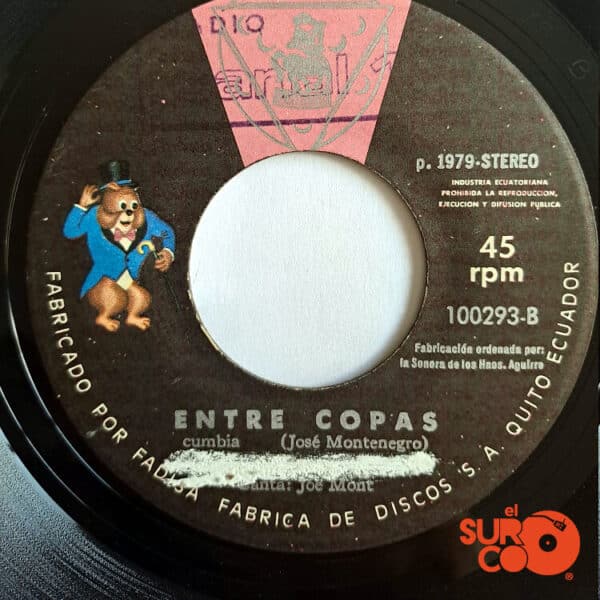 DIO
p. 1979-STEREO
INDUSTRIA ECUATORIANA
PROHIBIDA LA REPRODUCCION,
EJECUCION Y DIFUSION PUBLICA
45
rpm
100293-B
Fabricación ordenada por:
la Sonora de los Hnos. Aguirre
ENTRE COPAS
cumbia (José Montenegro)
Canta: Joe Mont
FABRICADO POR FADISA FABRICA DE DISCOS S. A. QUITO ECUADOR
el
SURCO
®